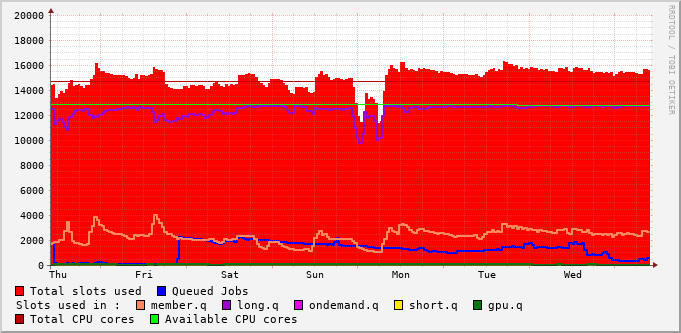 20000
18000
16000
14000
12000
10000
8000
6000
4000
2000
0
Thu Fri Sat Sun Mon Tue Wed
RRDTOOL / TOBI OETIKER
Total slots used Queued Jobs
Slots used in : member.q long.q ondemand.q short.q gpu.q
Total CPU cores Available CPU cores